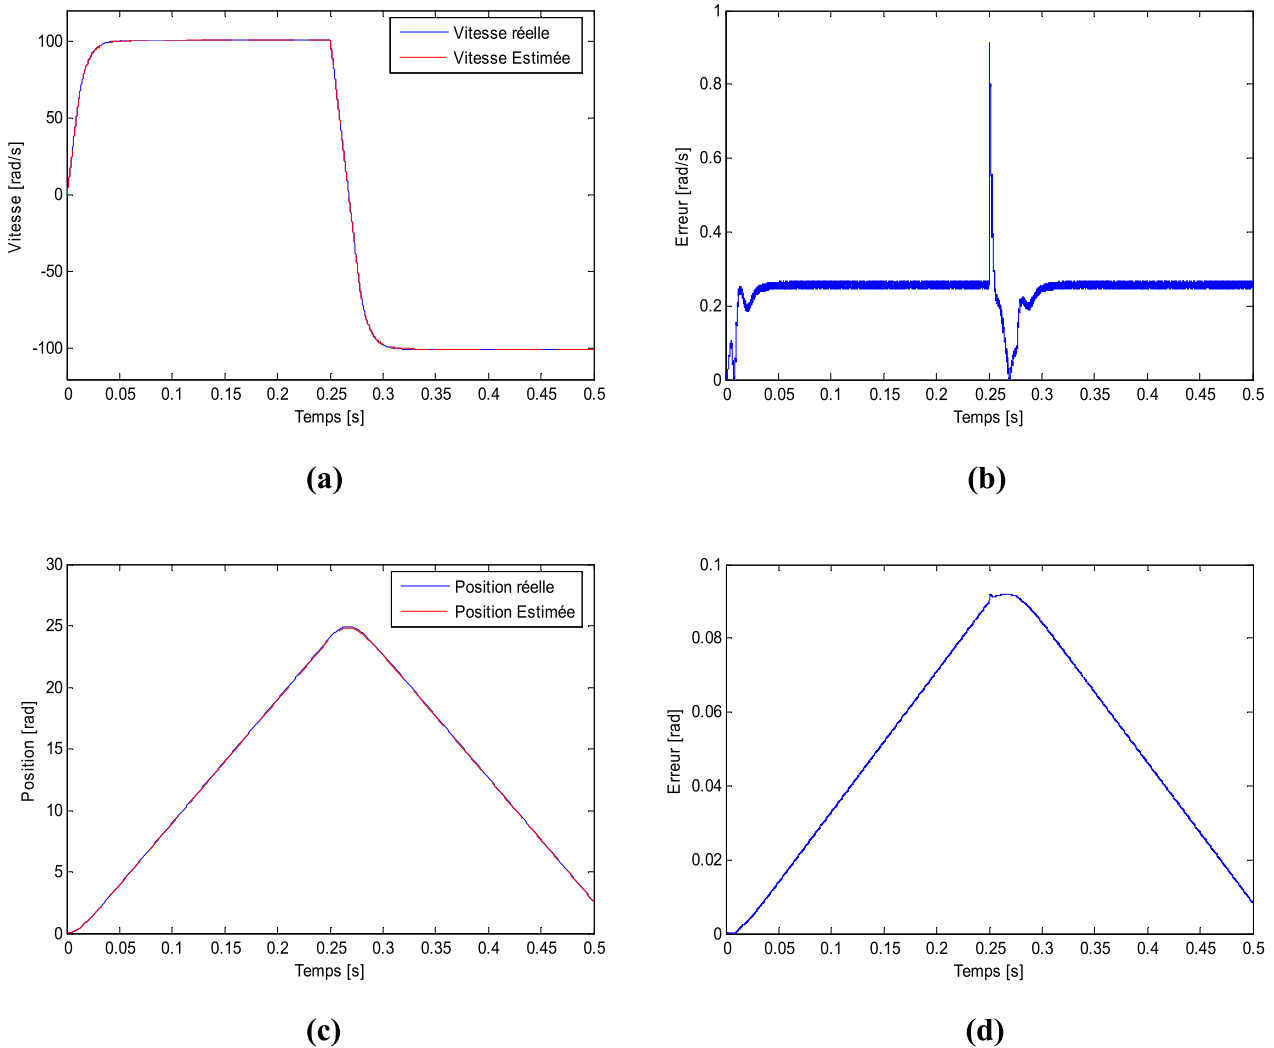 Vitesse réelle
Vitesse Estimée
100
50
0
-50
-100
Vitesse [rad/s]
0 0.05 0.1 0.15 0.2 0.25 0.3 0.35 0.4 0.45 0.5
Temps [s]
(a)
1
0.8
0.6
0.4
0.2
0
Erreur [rad/s]
0 0.05 0.1 0.15 0.2 0.25 0.3 0.35 0.4 0.45 0.5
Temps [s]
(b)
Position réelle
Position Estimée
30
25
20
15
10
5
0
Position [rad]
0 0.05 0.1 0.15 0.2 0.25 0.3 0.35 0.4 0.45 0.5
Temps [s]
(c)
0.1
0.08
0.06
0.04
0.02
0
Erreur [rad]
0 0.05 0.1 0.15 0.2 0.25 0.3 0.35 0.4 0.45 0.5
Temps [s]
(d)